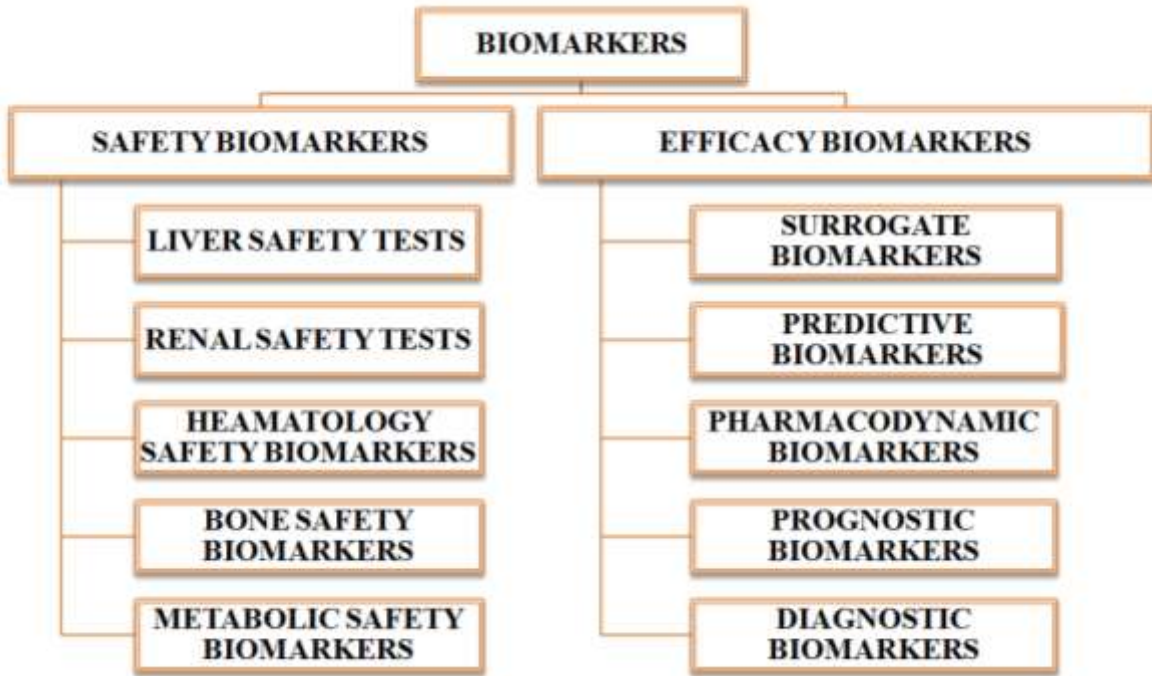 BIOMARKERS
SAFETY BIOMARKERS
LIVER SAFETY TESTS
RENAL SAFETY TESTS
HEAMATOLOGY
SAFETY BIOMARKERS
BONE SAFETY
BIOMARKERS
METABOLIC SAFETY
BIOMARKERS
EFFICACY BIOMARKERS
SURROGATE
BIOMARKERS
PREDICTIVE
BIOMARKERS
PHARMACODYNAMIC
BIOMARKERS
PROGNOSTIC
BIOMARKERS
DIAGNOSTIC
BIOMARKERS